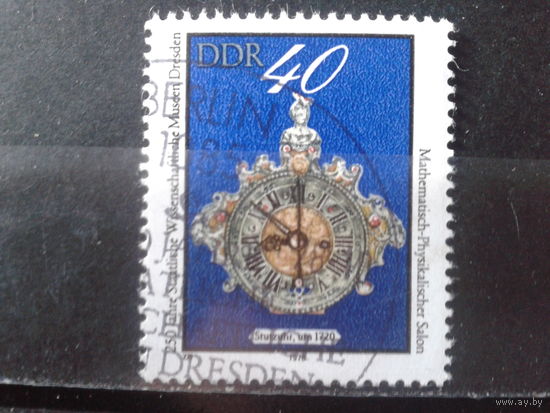 DDR 40
250 Jahre Staatliche Wissenschaftliche Museen Dresden
Mathematisch-Physikalischer Salon
Stutzuhr, um 1720
1978
BERLIN
DRESDEN
www.ay.by